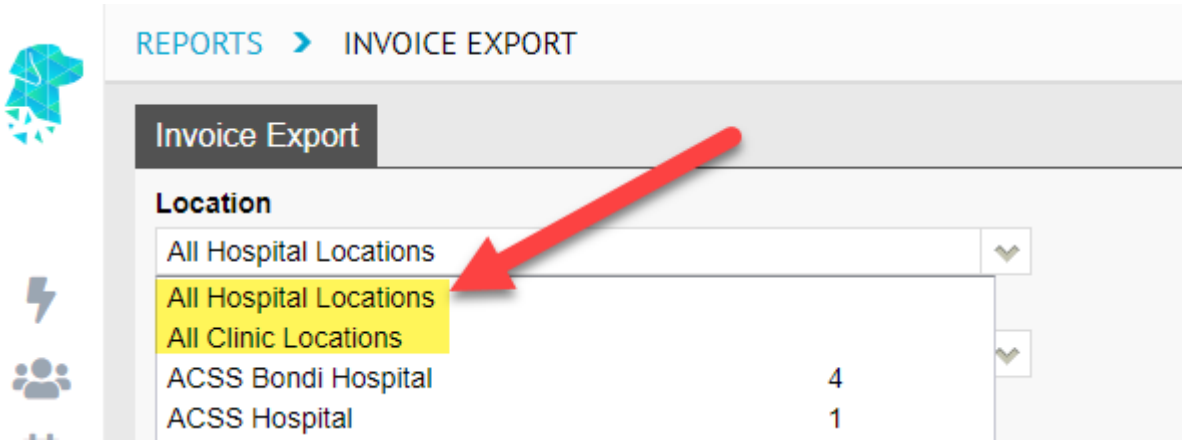 REPORTS > INVOICE EXPORT
Invoice Export
Location
All Hospital Locations
All Hospital Locations
All Clinic Locations
ACSS Bondi Hospital 4
ACSS Hospital 1